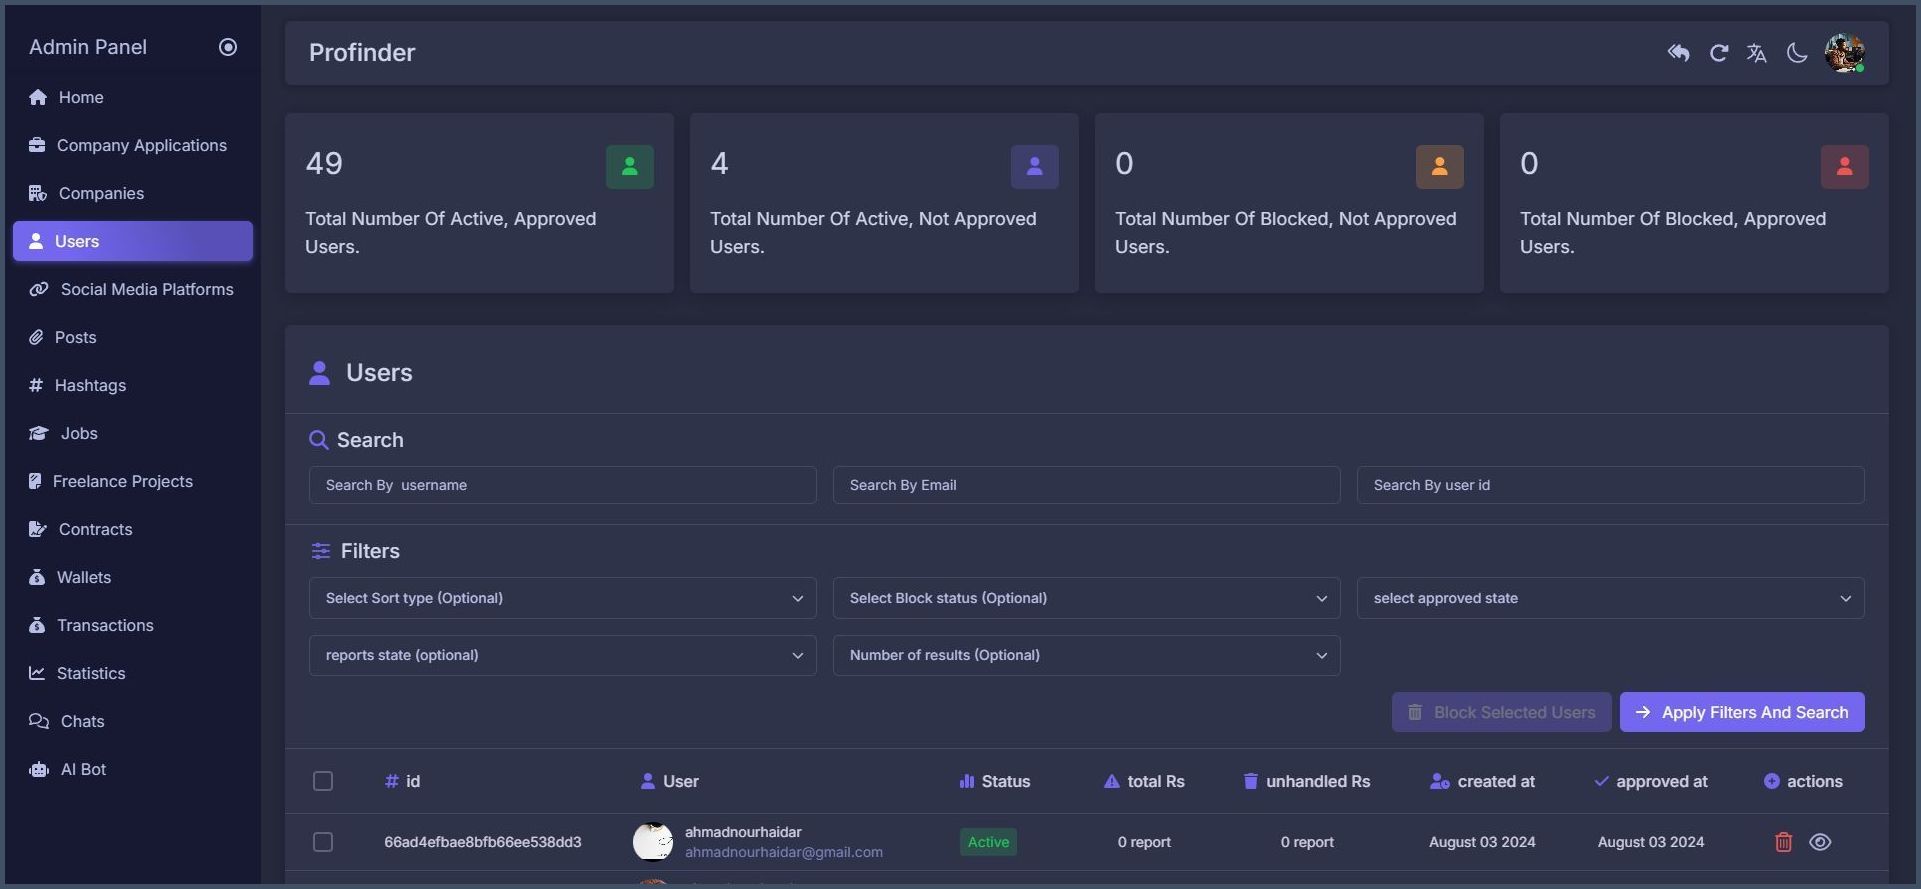 Admin Panel
Home
Company Applications
Companies
Users
Social Media Platforms
Posts
# Hashtags
Jobs
Freelance Projects
Contracts
Wallets
Transactions
Statistics
Chats
AI Bot
Profinder
49
Total Number Of Active, Approved
Users.
4
Total Number Of Active, Not Approved
Users.
0
Total Number Of Blocked, Not Approved
Users.
0
Total Number Of Blocked, Approved
Users.
Users
Search
Search By username
Search By Email
Search By user id
Filters
Select Sort type (Optional)
Select Block status (Optional)
select approved state
reports state (optional)
Number of results (Optional)
Block Selected Users
Apply Filters And Search
# id User Status total Rs unhandled Rs created at approved at actions
66ad4efbae8bfb66ee538dd3
ahmadnourhaidar
ahmadnourhaidar@gmail.com
Active
0 report
0 report
August 03 2024
August 03 2024